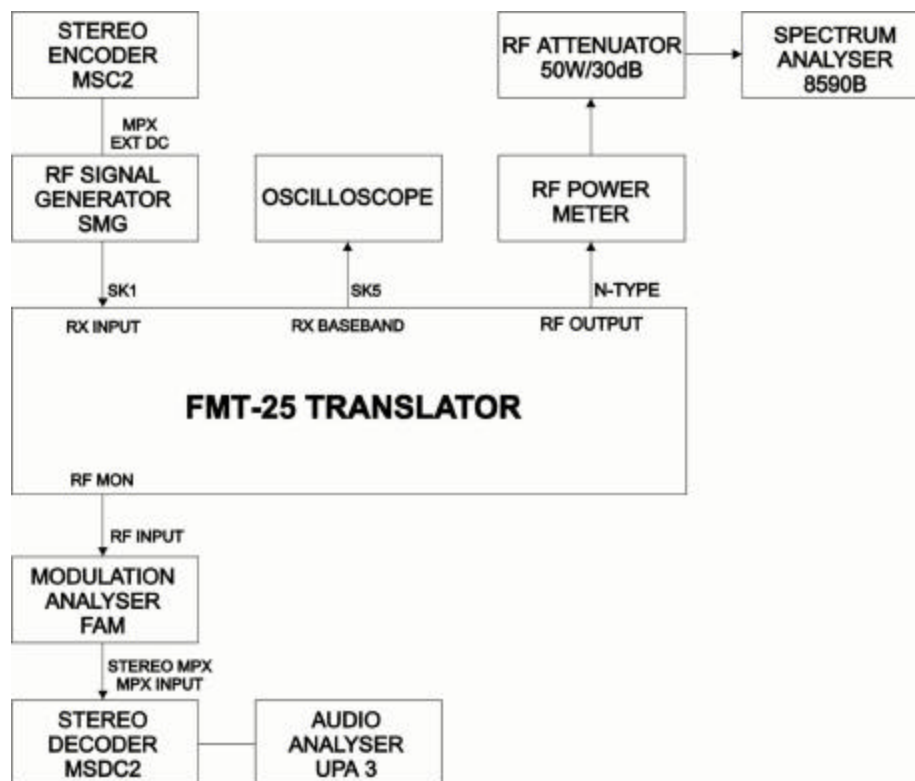 STEREO
ENCODER
MSC2
RF ATTENUATOR
50W/30dB
SPECTRUM
ANALYSER
8590B
MPX
EXT DC
RF SIGNAL
GENERATOR
SMG
OSCILLOSCOPE
RF POWER
METER
SK1
SK5
N-TYPE
RX INPUT
RX BASEBAND
RF OUTPUT
FMT-25 TRANSLATOR
RF MON
RF INPUT
MODULATION
ANALYSER
FAM
STEREO MPX
MPX INPUT
STEREO
DECODER
MSDC2
AUDIO
ANALYSER
UPA 3